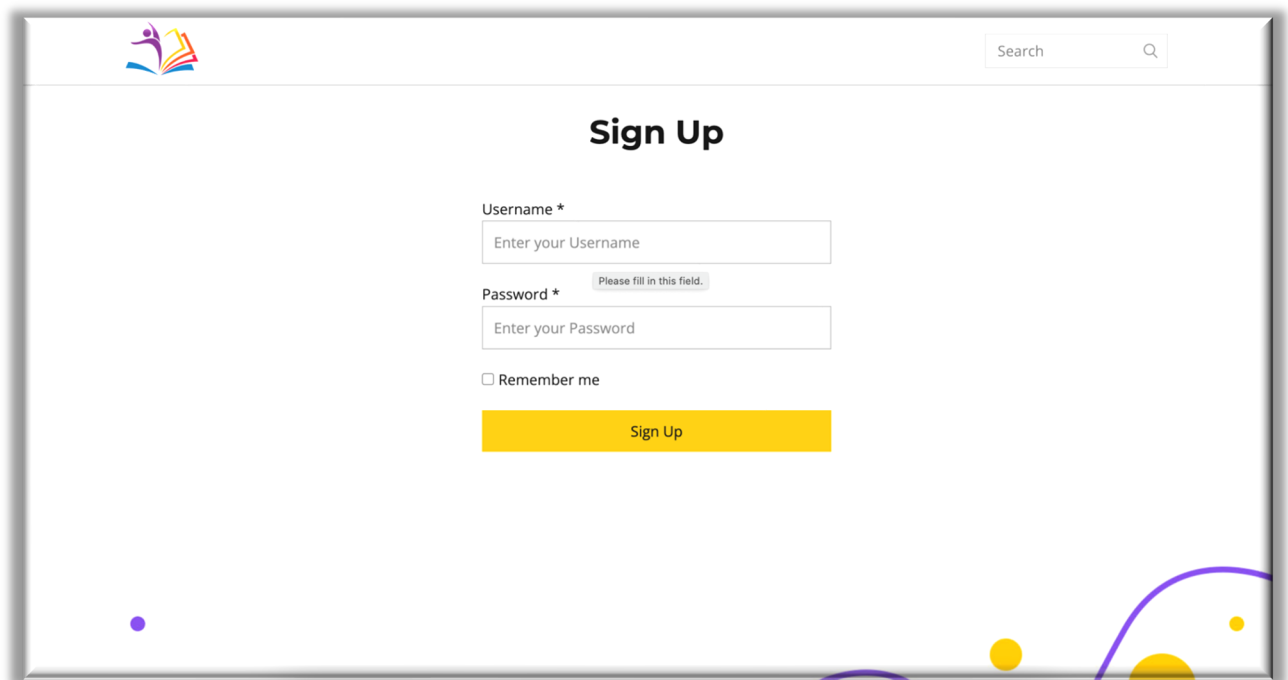 Search
Sign Up
Username *
Enter your Username
Please fill in this field.
Password *
Enter your Password
Remember me
Sign Up